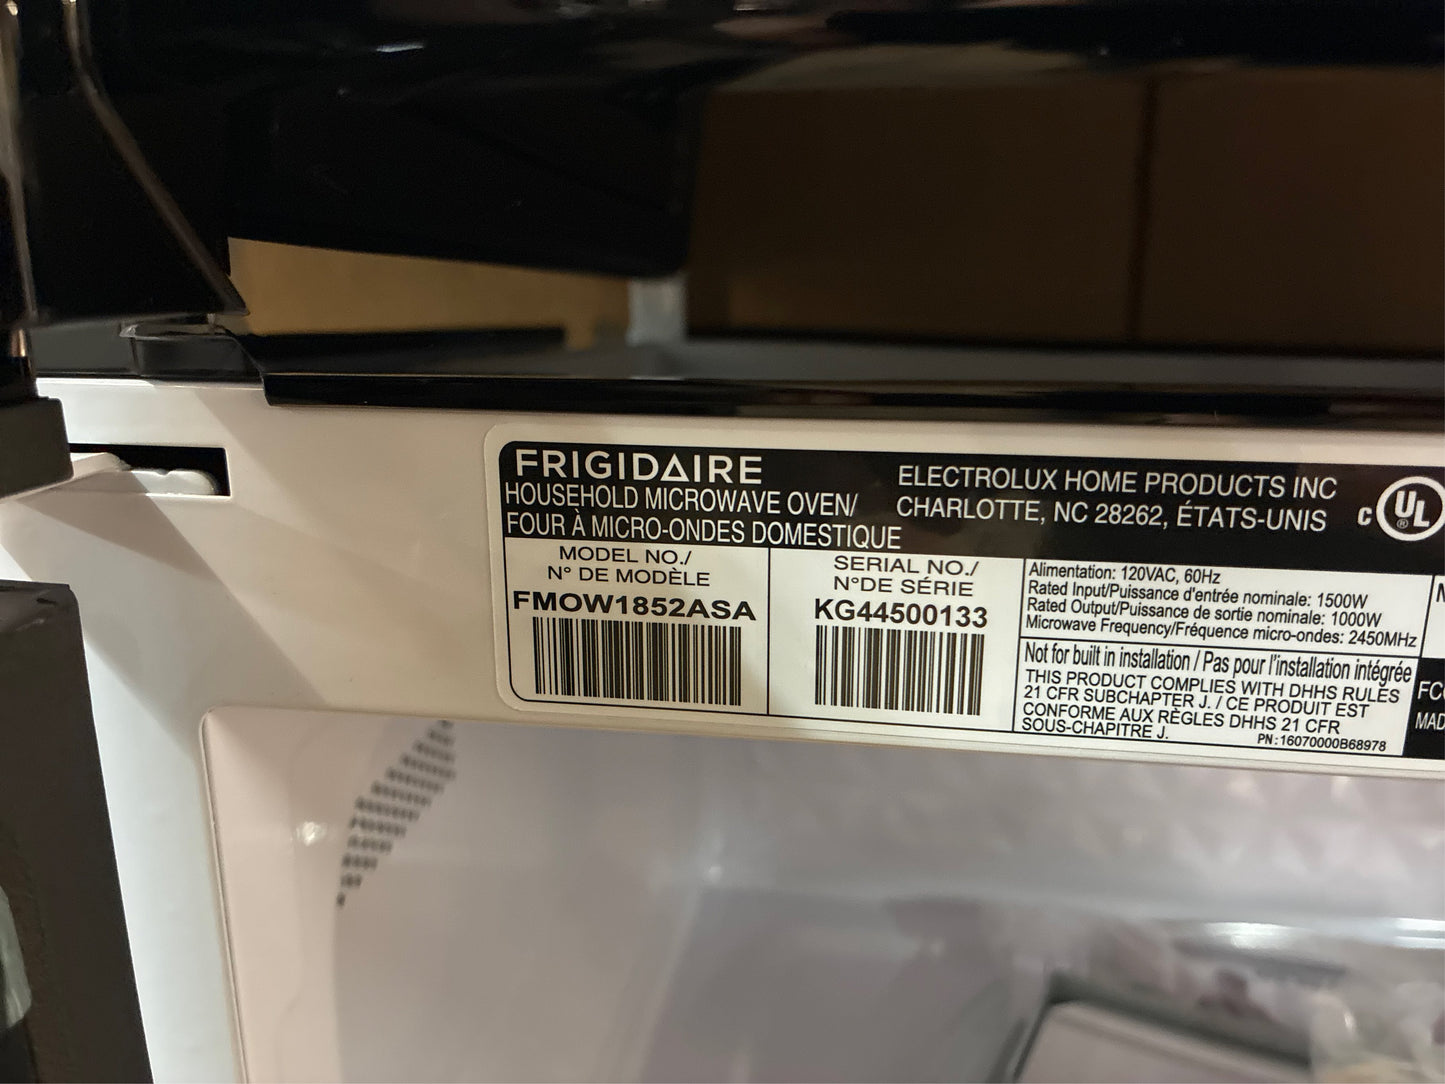 FRIGIDAIRE
HOUSEHOLD MICROWAVE OVEN/
FOUR À MICRO-ONDES DOMESTIQUE
ELECTROLUX HOME PRODUCTS INC
CHARLOTTE, NC 28262, ÉTATS-UNIS
C UL ®
MODEL NO./
N° DE MODÈLE
FMOW1852ASA
SERIAL NO./
N°DE SÉRIE
KG44500133
Alimentation: 120VAC, 60Hz
Rated Input/Puissance d'entrée nominale: 1500W
Rated Output/Puissance de sortie nominale: 1000W
Microwave Frequency/Fréquence micro-ondes: 2450MHz
Not for built in installation / Pas pour l'installation intégrée
THIS PRODUCT COMPLIES WITH DHHS RULES
21 CFR SUBCHAPTER J. / CE PRODUIT EST
CONFORME AUX RÈGLES DHHS 21 CFR
SOUS-CHAPITRE J.
PN:16070000B68978